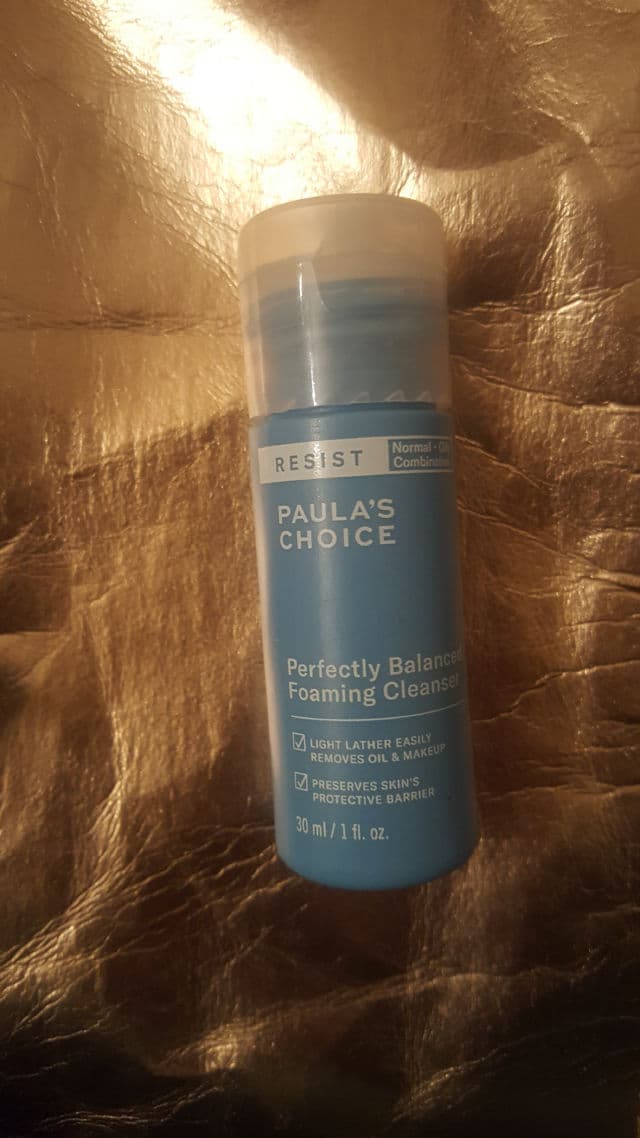 RESIST
Normal - 
Combination
PAULA'S
CHOICE
Perfectly Balanced
Foaming Cleanser
LIGHT LATHER EASILY
REMOVES OIL & MAKEUP
PRESERVES SKIN'S
PROTECTIVE BARRIER
30 ml / 1 fl. oz.